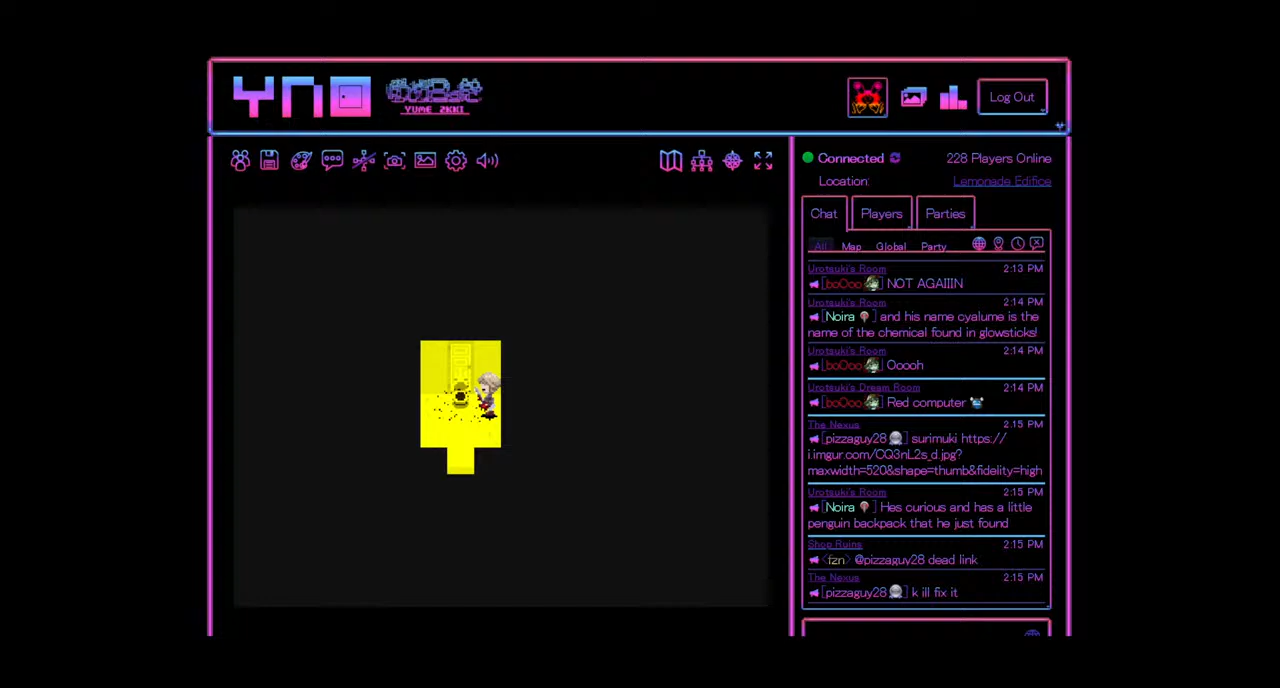 YNO
YUME 2KKI
Log Out
Connected
228 Players Online
Location:
Lemonade Edifice
Chat
Players
Parties
All
Map
Global
Party
Urotsuki's Room 2:13 PM
[boOoo] NOT AGAIIIN
Urotsuki's Room 2:14 PM
[Noira] and his name cyalume is the
name of the chemical found in glowsticks!
Urotsuki's Room 2:14 PM
[boOoo] Ooooh
Urotsuki's Dream Room 2:14 PM
[boOoo] Red computer
The Nexus 2:15 PM
[pizzaguy28] surimuki https://
i.imgur.com/CQ3nL2s_d.jpg?
maxwidth=520&shape=thumb&fidelity=high
Urotsuki's Room 2:15 PM
[Noira] Hes curious and has a little
penguin backpack that he just found
Shop Ruins 2:15 PM
<fzn> @pizzaguy28 dead link
The Nexus 2:15 PM
[pizzaguy28] k ill fix it